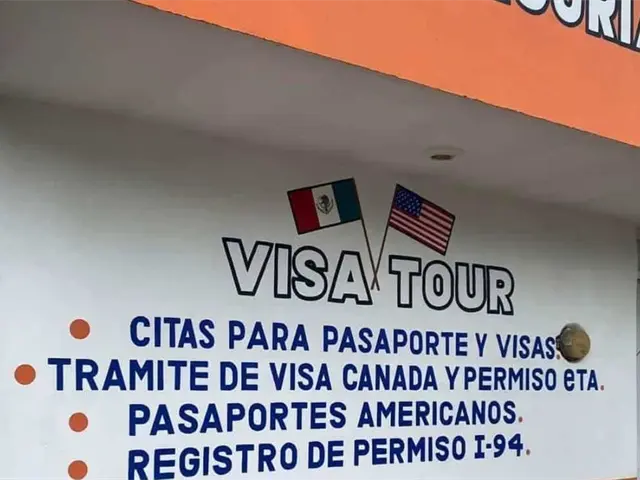 VISA TOUR
CITAS PARA PASAPORTE Y VISAS.
TRAMITE DE VISA CANADA Y PERMISO eTA.
PASAPORTES AMERICANOS.
REGISTRO DE PERMISO I-94.